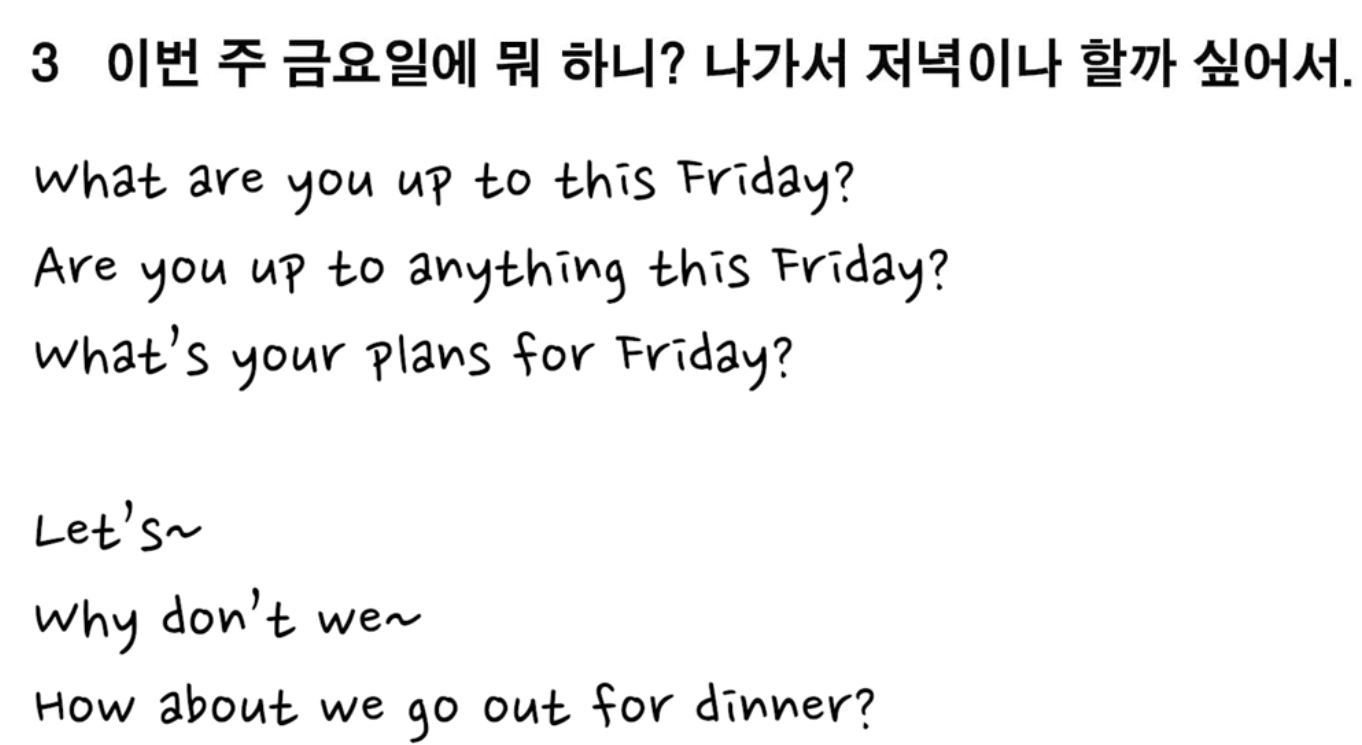 3 이번 주 금요일에 뭐 하니? 나가서 저녁이나 할까 싶어서.
What are you up to this Friday?
Are you up to anything this Friday?
What's your plans for Friday?
Let's~
Why don't we~
How about we go out for dinner?